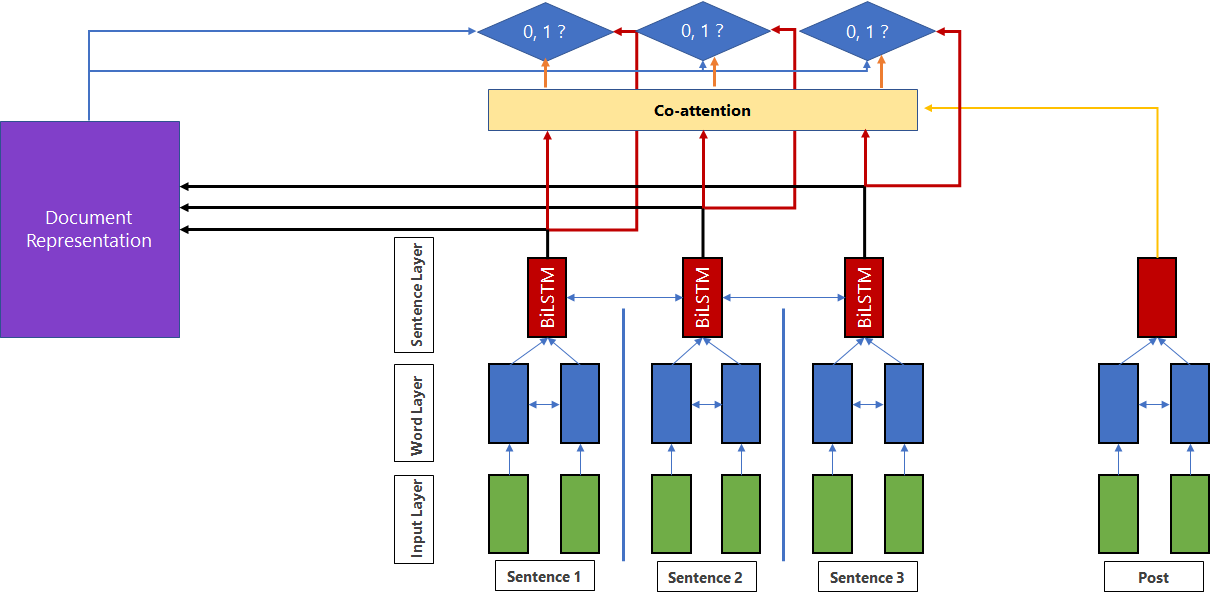 0, 1 ?
0, 1 ?
0, 1 ?
Co-attention
Document
Representation
Sentence Layer
BiLSTM
BiLSTM
BiLSTM
Word Layer
Input Layer
Sentence 1
Sentence 2
Sentence 3
Post